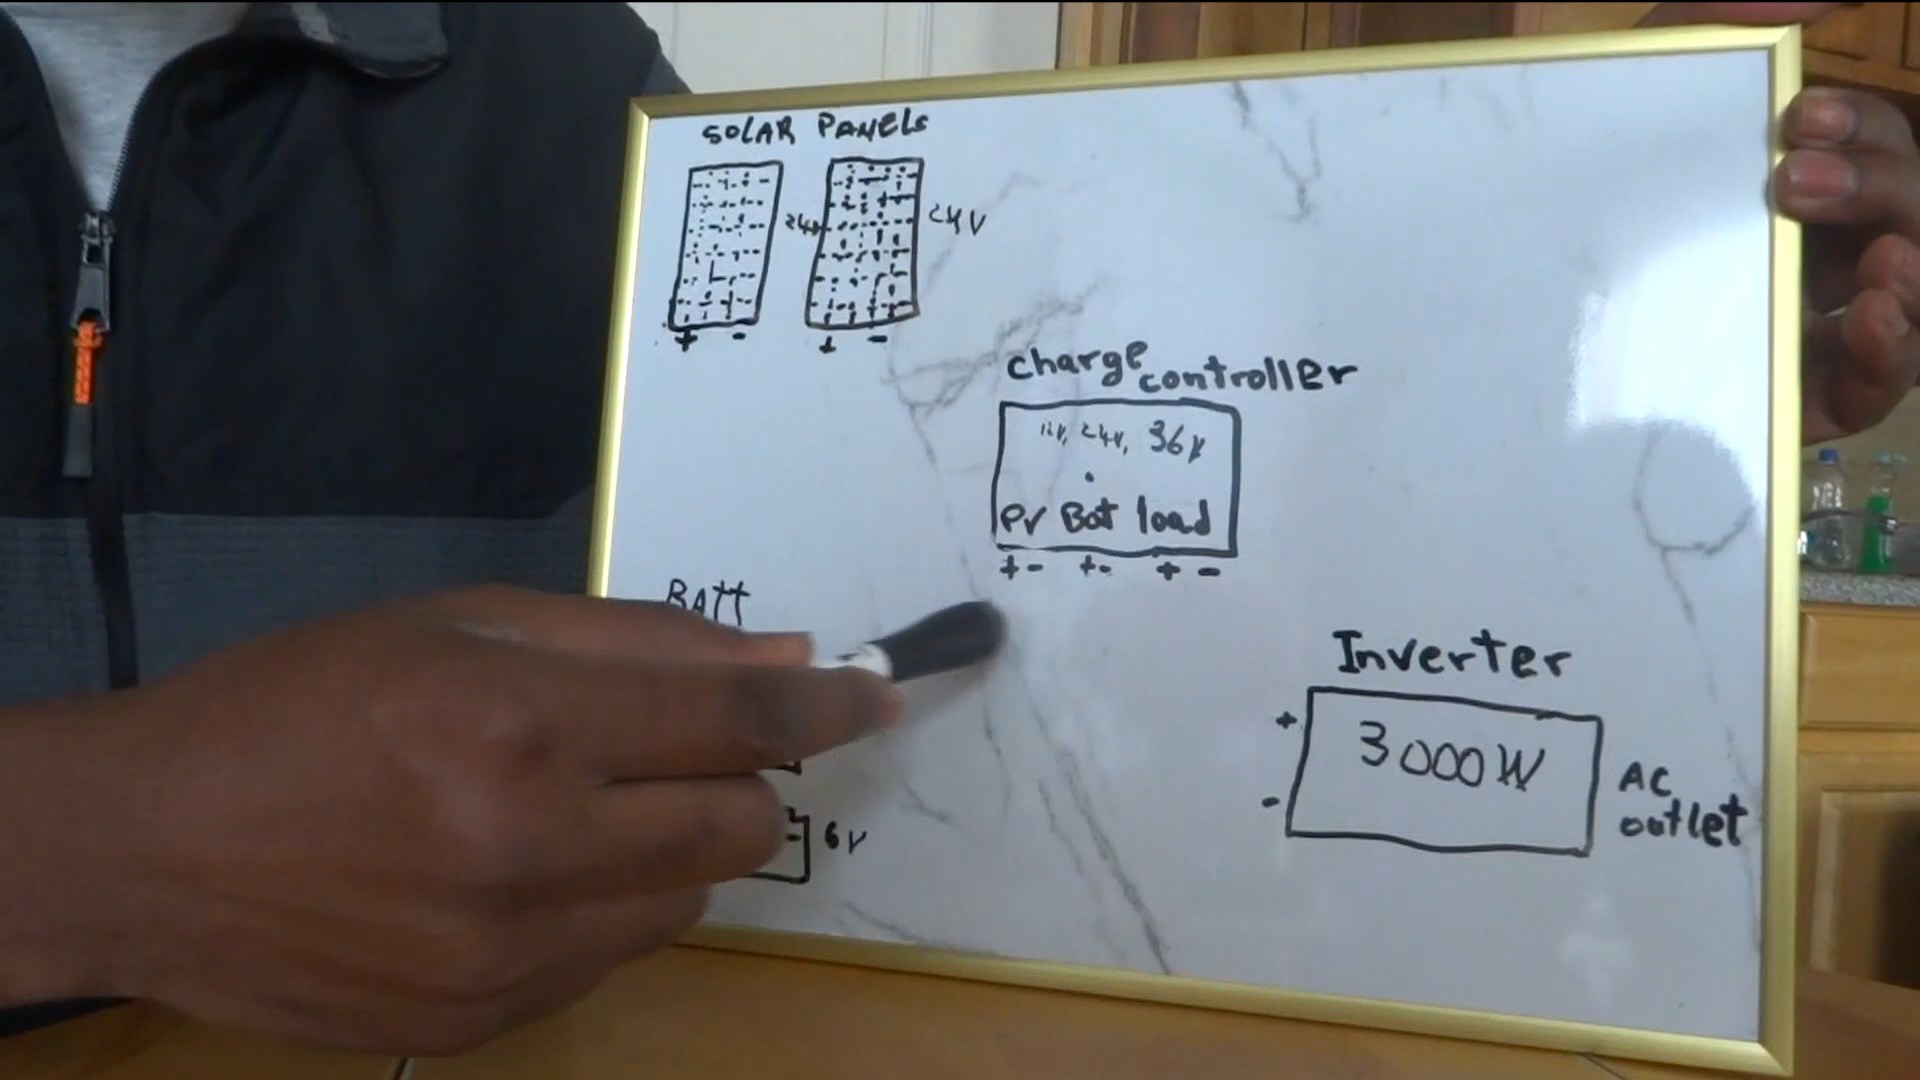 SOLAR PANELS
24V
24V
charge controller
12V, 24V, 36V
PV Bat load
+ - + -
+ - + - + -
BATT
Inverter
+
3000W
-
AC
outlet
6V